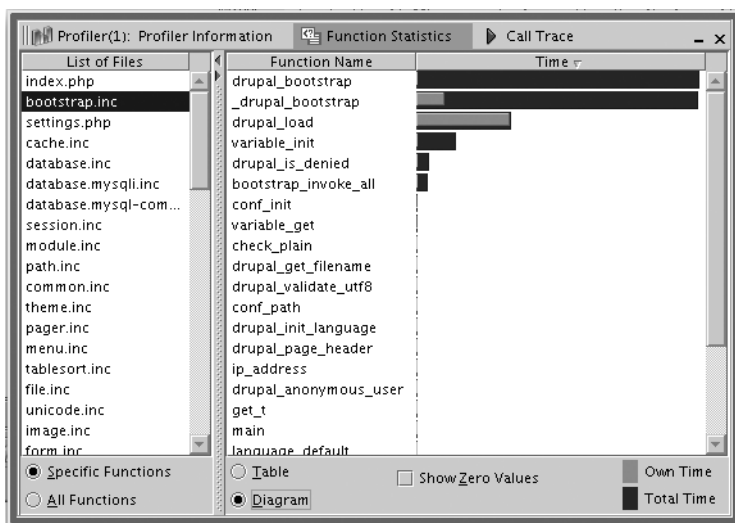 Profiler(1): Profiler Information
Function Statistics
Call Trace
List of Files
index.php
bootstrap.inc
settings.php
cache.inc
database.inc
database.mysqli.inc
database.mysql-com...
session.inc
module.inc
path.inc
common.inc
theme.inc
pager.inc
menu.inc
tablesort.inc
file.inc
unicode.inc
image.inc
form.inc
Function Name
Time
drupal_bootstrap
_drupal_bootstrap
drupal_load
variable_init
drupal_is_denied
bootstrap_invoke_all
conf_init
variable_get
check_plain
drupal_get_filename
drupal_validate_utf8
conf_path
drupal_init_language
drupal_page_header
ip_address
drupal_anonymous_user
get_t
main
language_default
Specific Functions
All Functions
Table
Diagram
Show Zero Values
Own Time
Total Time